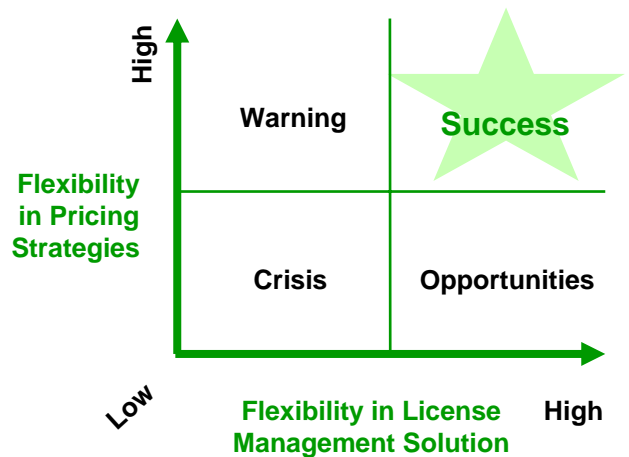 High
Warning
Success
Flexibility
in Pricing
Strategies
Crisis
Opportunities
Low
Flexibility in License
Management Solution
High